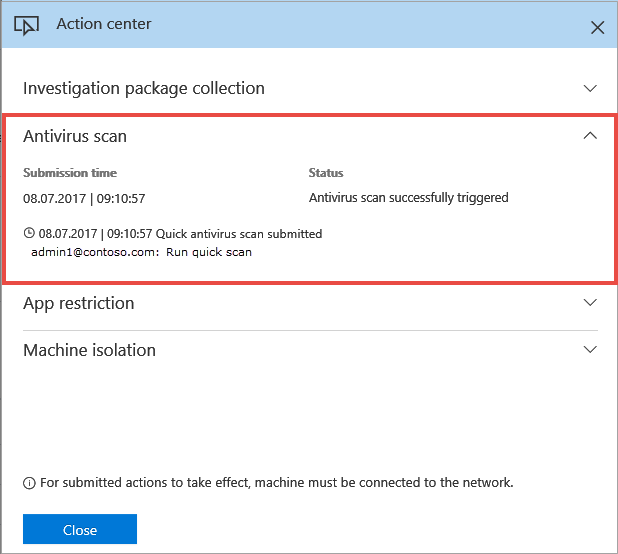 Action center
Investigation package collection
Antivirus scan
Submission time
Status
08.07.2017 | 09:10:57
Antivirus scan successfully triggered
08.07.2017 | 09:10:57 Quick antivirus scan submitted
admin1@contoso.com: Run quick scan
App restriction
Machine isolation
For submitted actions to take effect, machine must be connected to the network.
Close